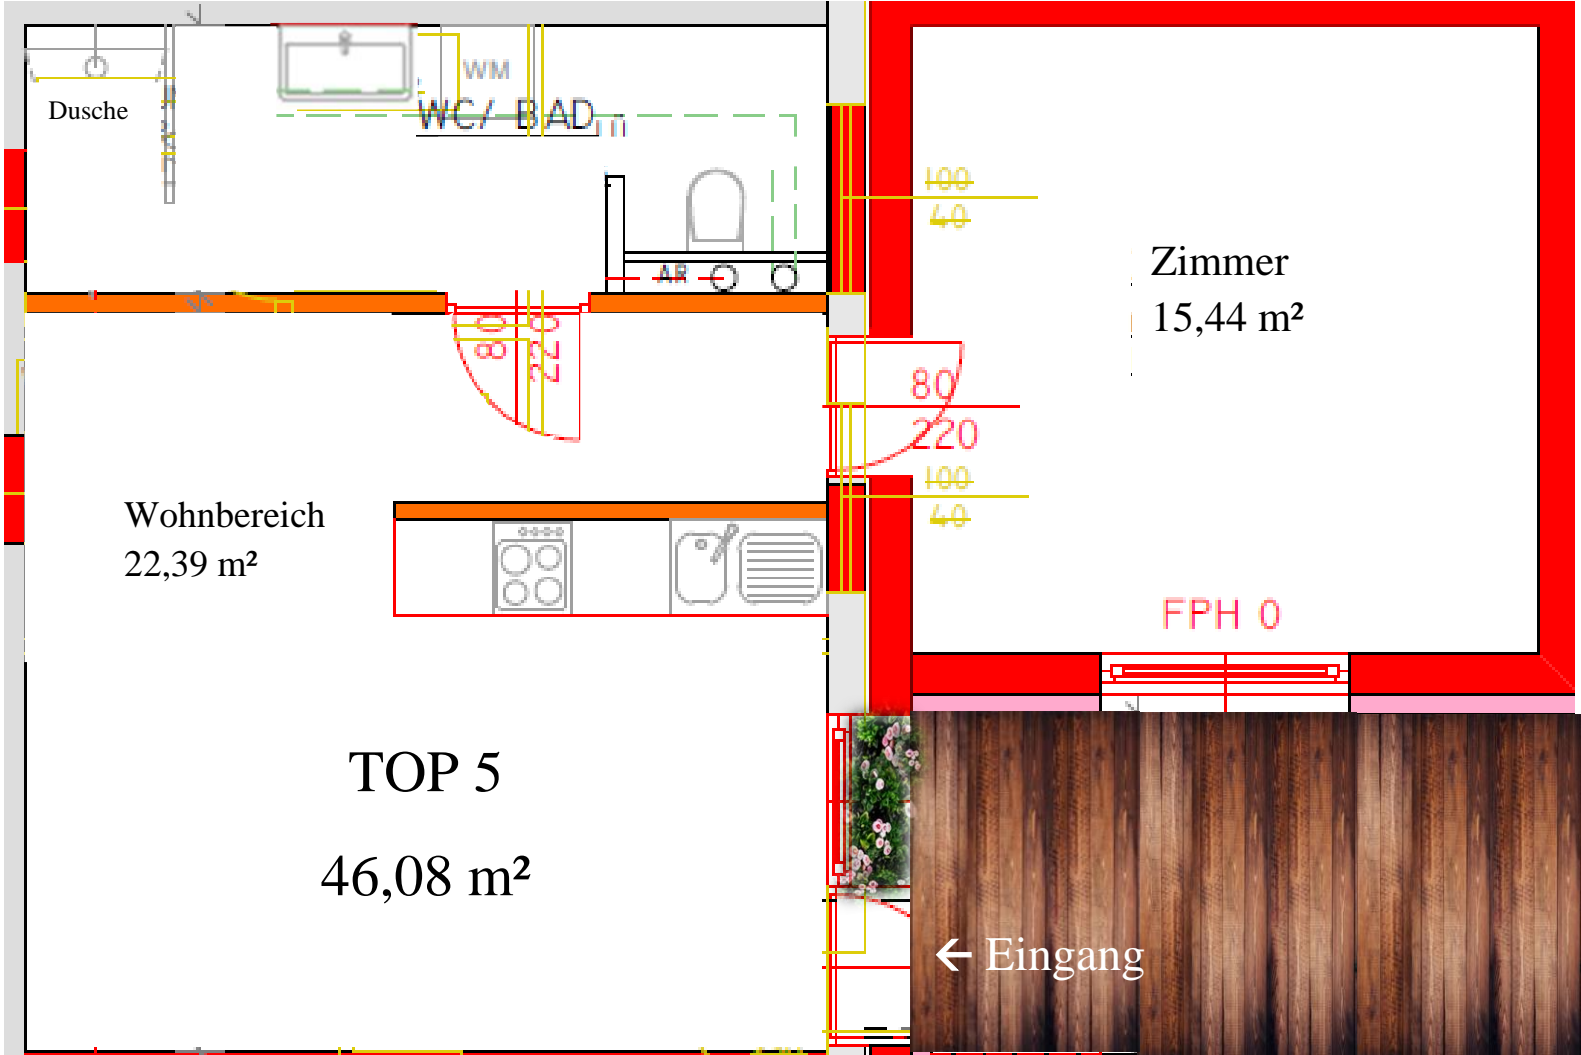 WM
Dusche
WC/ BAD
100
40
AR
Zimmer
15,44 m²
80
220
80
220
100
40
Wohnbereich
22,39 m²
FPH 0
TOP 5
46,08 m²
← Eingang